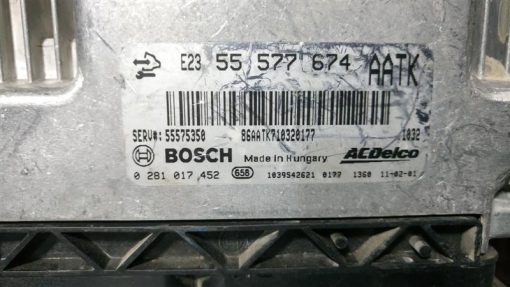 E23 55 577 674 AATK
SERV#: 55575350 B6AATK710320177 1032
BOSCH Made in Hungary ACDelco
0 281 017 452 658 1039S42621 0177 1360 11-02-01